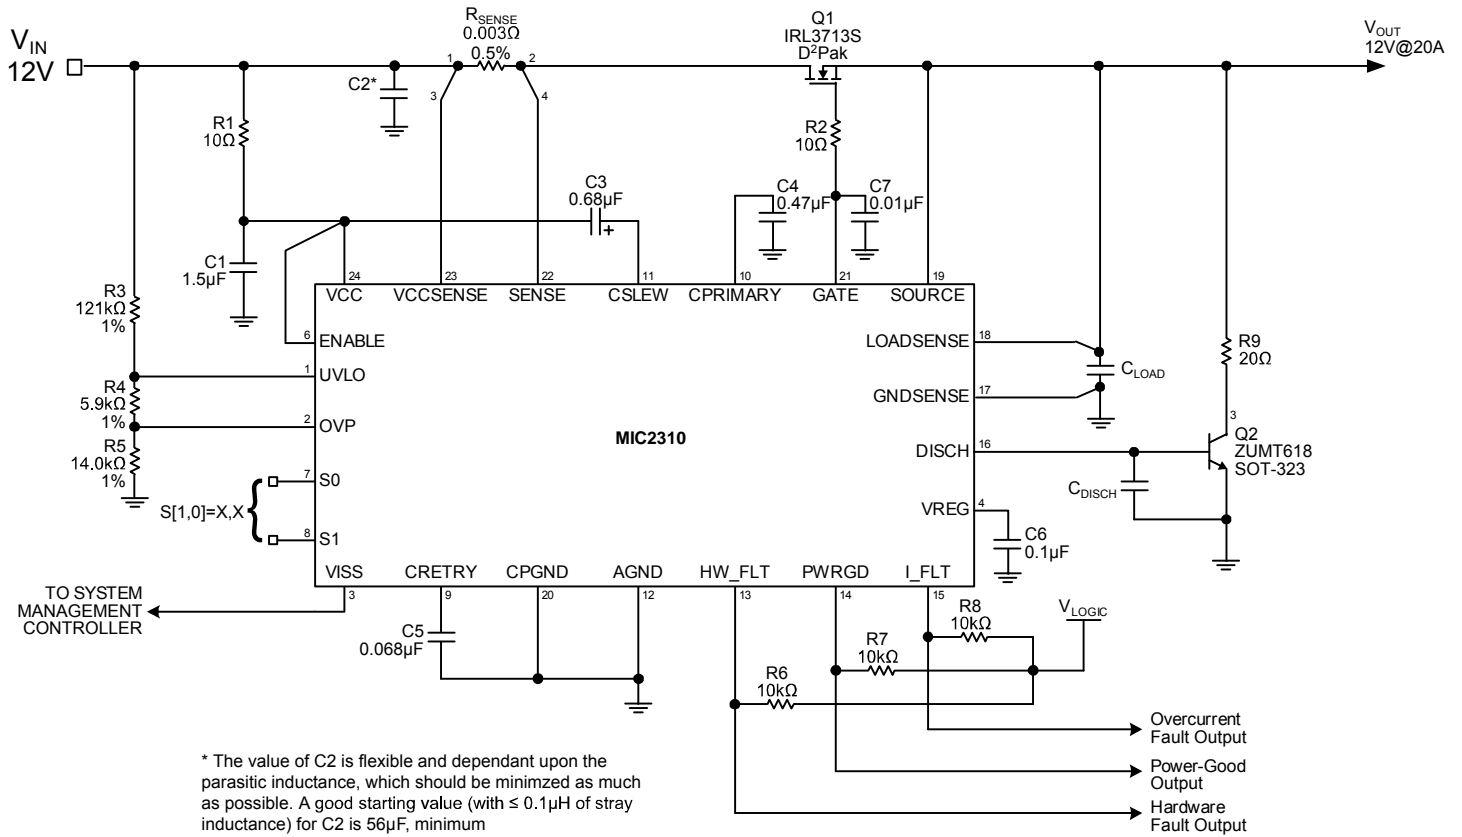 V_IN
12V
R_SENSE
0.003Ω
0.5%
1
2
3
4
C2*
Q1
IRL3713S
D²Pak
V_OUT
12V@20A
R1
10Ω
R2
10Ω
C3
0.68µF
+
C4
0.47µF
C7
0.01µF
C1
1.5µF
24
23
22
11
10
21
19
VCC
VCCSENSE
SENSE
CSLEW
CPRIMARY
GATE
SOURCE
R3
121kΩ
1%
6
ENABLE
1
UVLO
R4
5.9kΩ
1%
2
OVP
R5
14.0kΩ
1%
7
S0
S[1,0]=X,X
8
S1
MIC2310
LOADSENSE
18
GNDSENSE
17
C_LOAD
R9
20Ω
3
DISCH
16
Q2
ZUMT618
SOT-323
C_DISCH
VREG
4
C6
0.1µF
VISS
CRETRY
CPGND
AGND
HW_FLT
PWRGD
I_FLT
3
9
20
12
13
14
15
TO SYSTEM
MANAGEMENT
CONTROLLER
C5
0.068µF
R8
10kΩ
V_LOGIC
R7
10kΩ
R6
10kΩ
Overcurrent
Fault Output
Power-Good
Output
Hardware
Fault Output
* The value of C2 is flexible and dependant upon the
parasitic inductance, which should be minimzed as much
as possible. A good starting value (with ≤ 0.1µH of stray
inductance) for C2 is 56µF, minimum